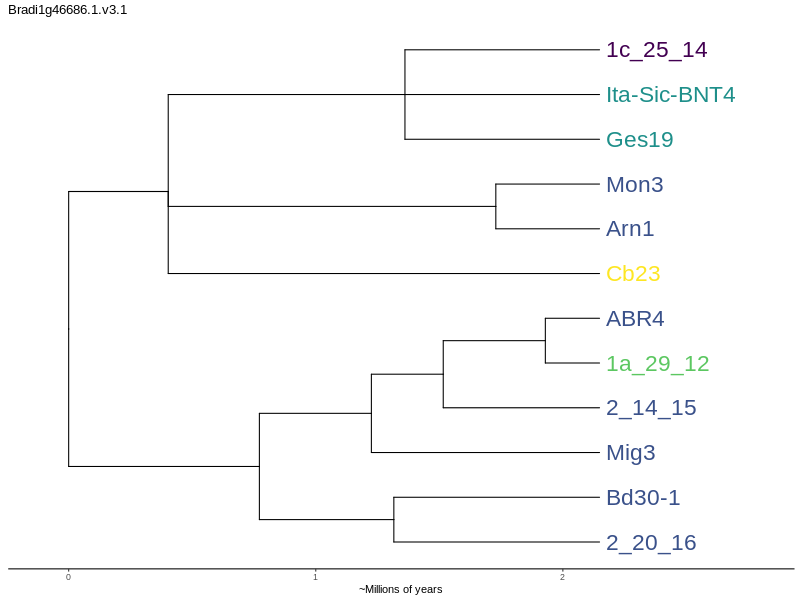 Bradi1g46686.1.v3.1
1c_25_14
Ita-Sic-BNT4
Ges19
Mon3
Arn1
Cb23
ABR4
1a_29_12
2_14_15
Mig3
Bd30-1
2_20_16
0 1 2
~Millions of years